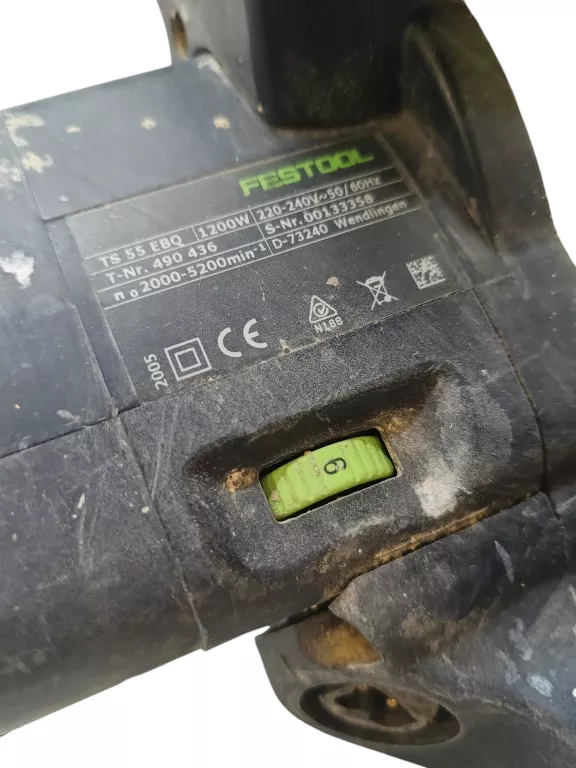 FESTOOL
TS 55 EBQ 1200W 220-240V~50/60Hz
T-Nr. 490 436 S-Nr. 00133358
n₀ 2000-5200min⁻¹ D-73240 Wendlingen
2005 CE N188
6